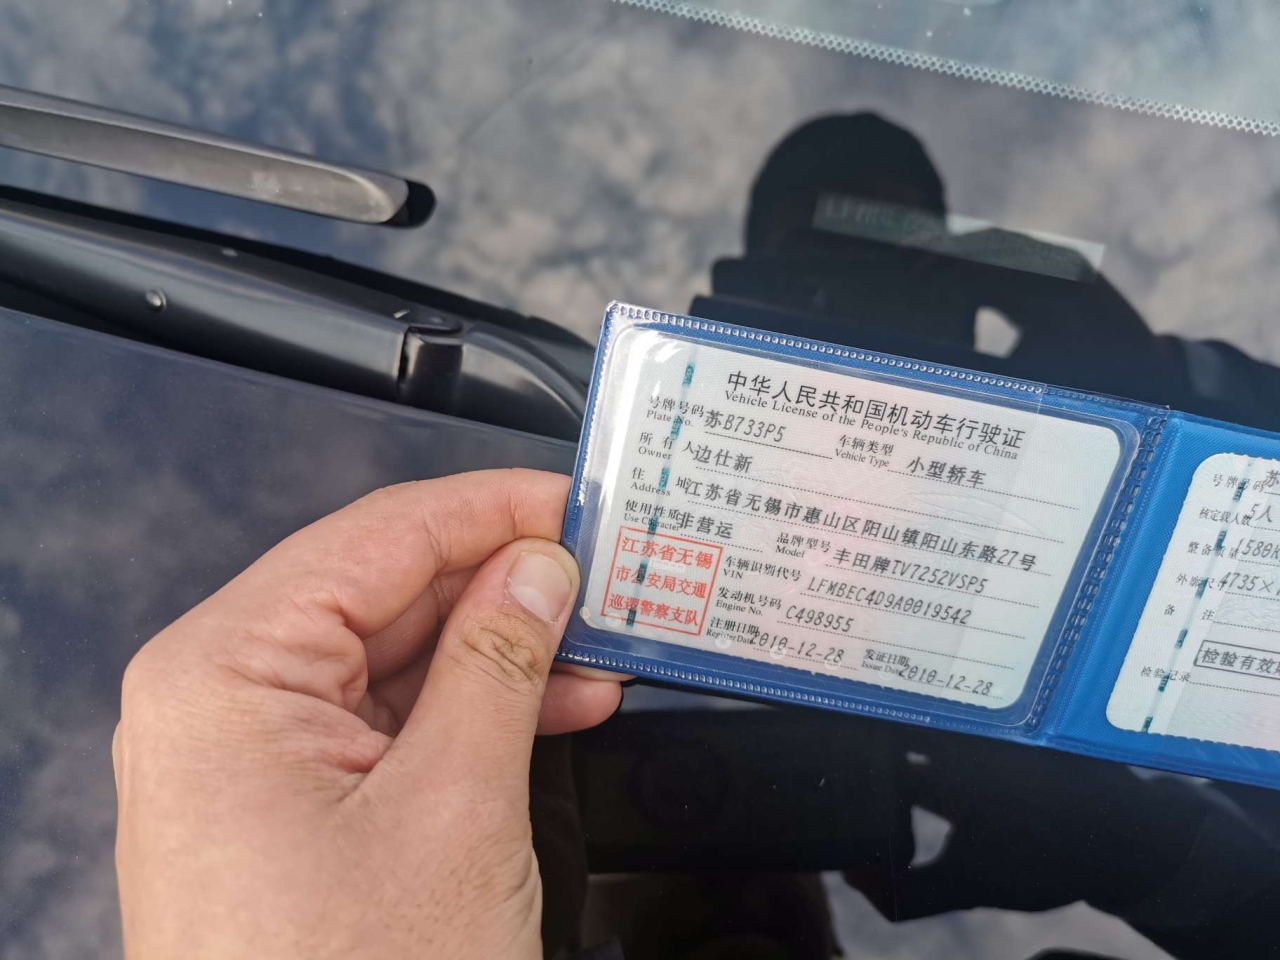 中华人民共和国机动车行驶证
Vehicle License of the People's Republic of China
号牌号码 苏B733P5 车辆类型 小型轿车
Plate No. Vehicle Type
所有人 边仕新
Owner
住址 江苏省无锡市惠山区阳山镇阳山东路27号
Address
使用性质 非营运 品牌型号 丰田牌TV7252VSP5
Use Character Model
江苏省无锡
市公安局交通
巡逻警察支队
车辆识别代号 LFMBEC4D9A0019542
VIN
发动机号码 C498955
Engine No.
注册日期 2010-12-28 发证日期 2010-12-28
Register Date Issue Date
号牌号码 苏
核定载人数 5人
整备质量 1580
外廓尺 4735×
备注
检验有效
检验记录